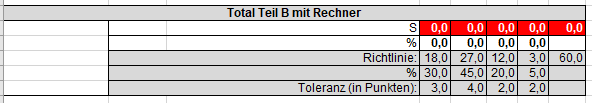 Total Teil B mit Rechner
S 0,0 0,0 0,0 0,0 0,0
% 0,0 0,0 0,0 0,0
Richtlinie: 18,0 27,0 12,0 3,0 60,0
% 30,0 45,0 20,0 5,0
Toleranz (in Punkten): 3,0 4,0 2,0 2,0